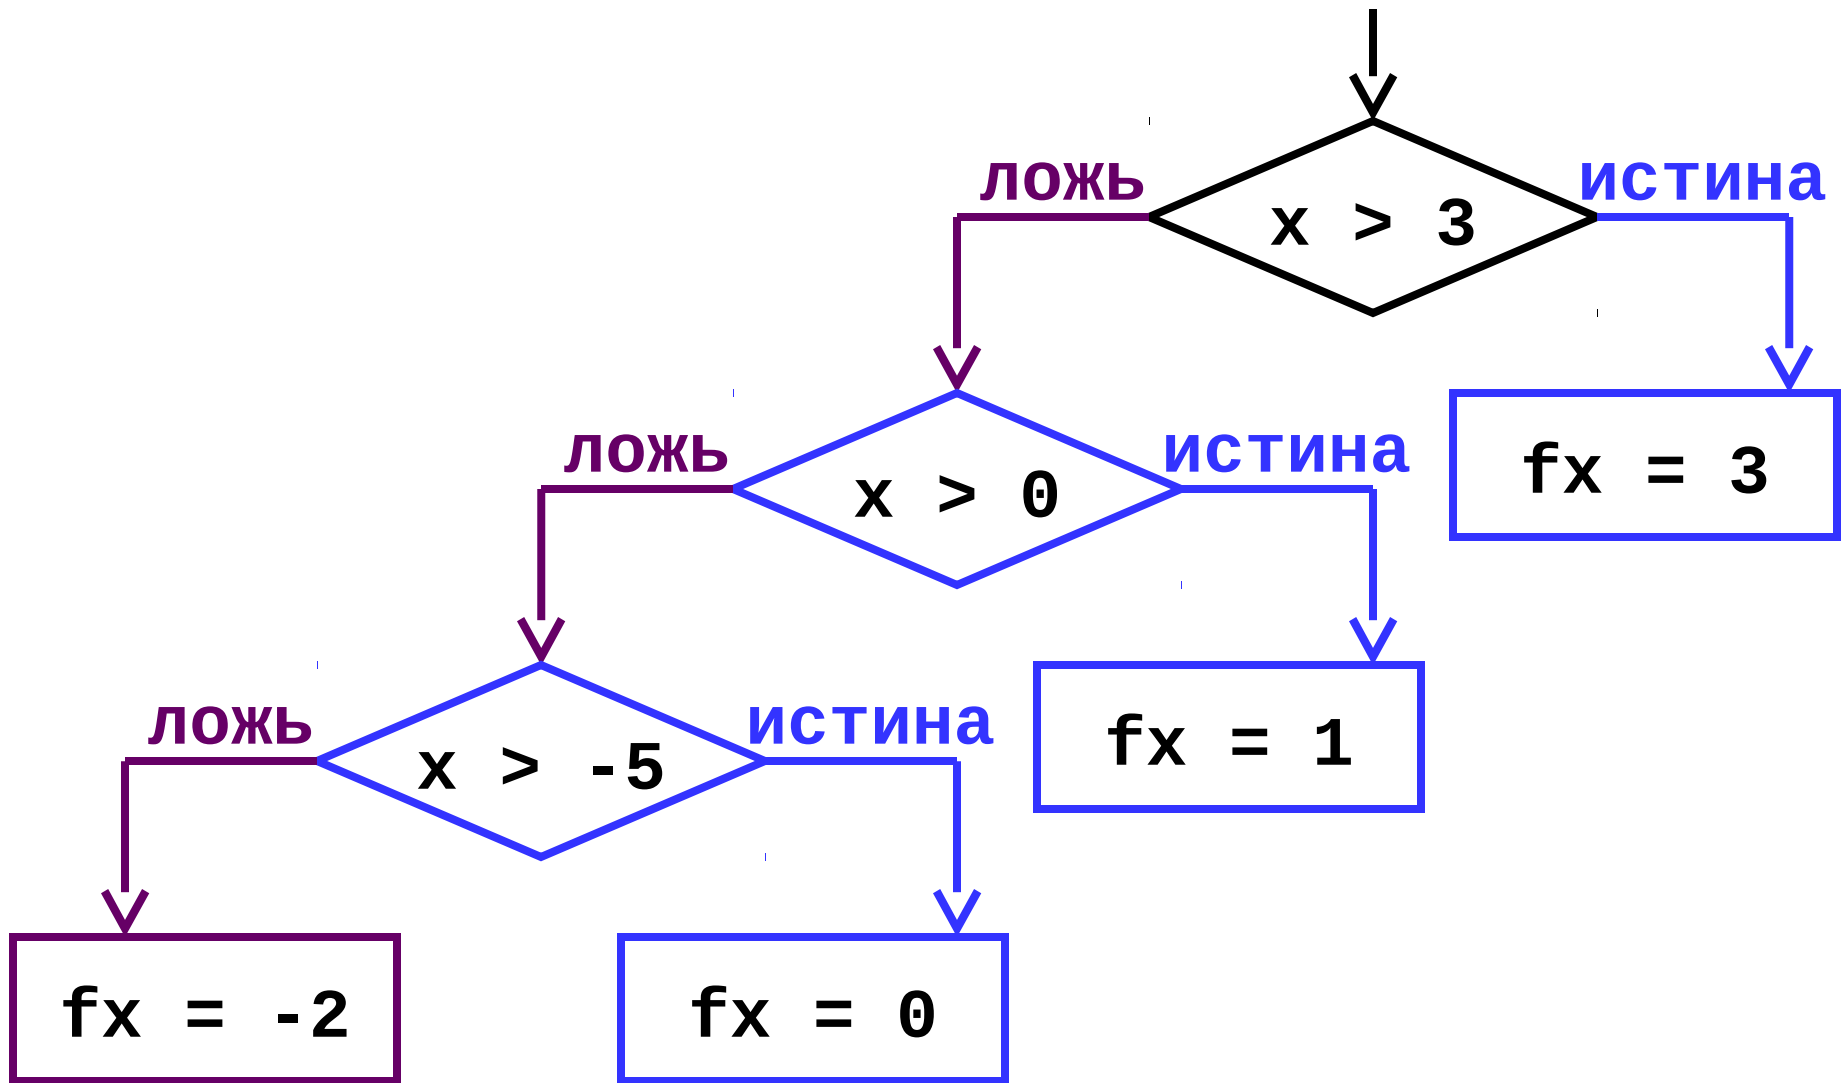 ложь
истина
x > 3
ложь
истина
fx = 3
x > 0
ложь
истина
fx = 1
x > -5
fx = -2
fx = 0